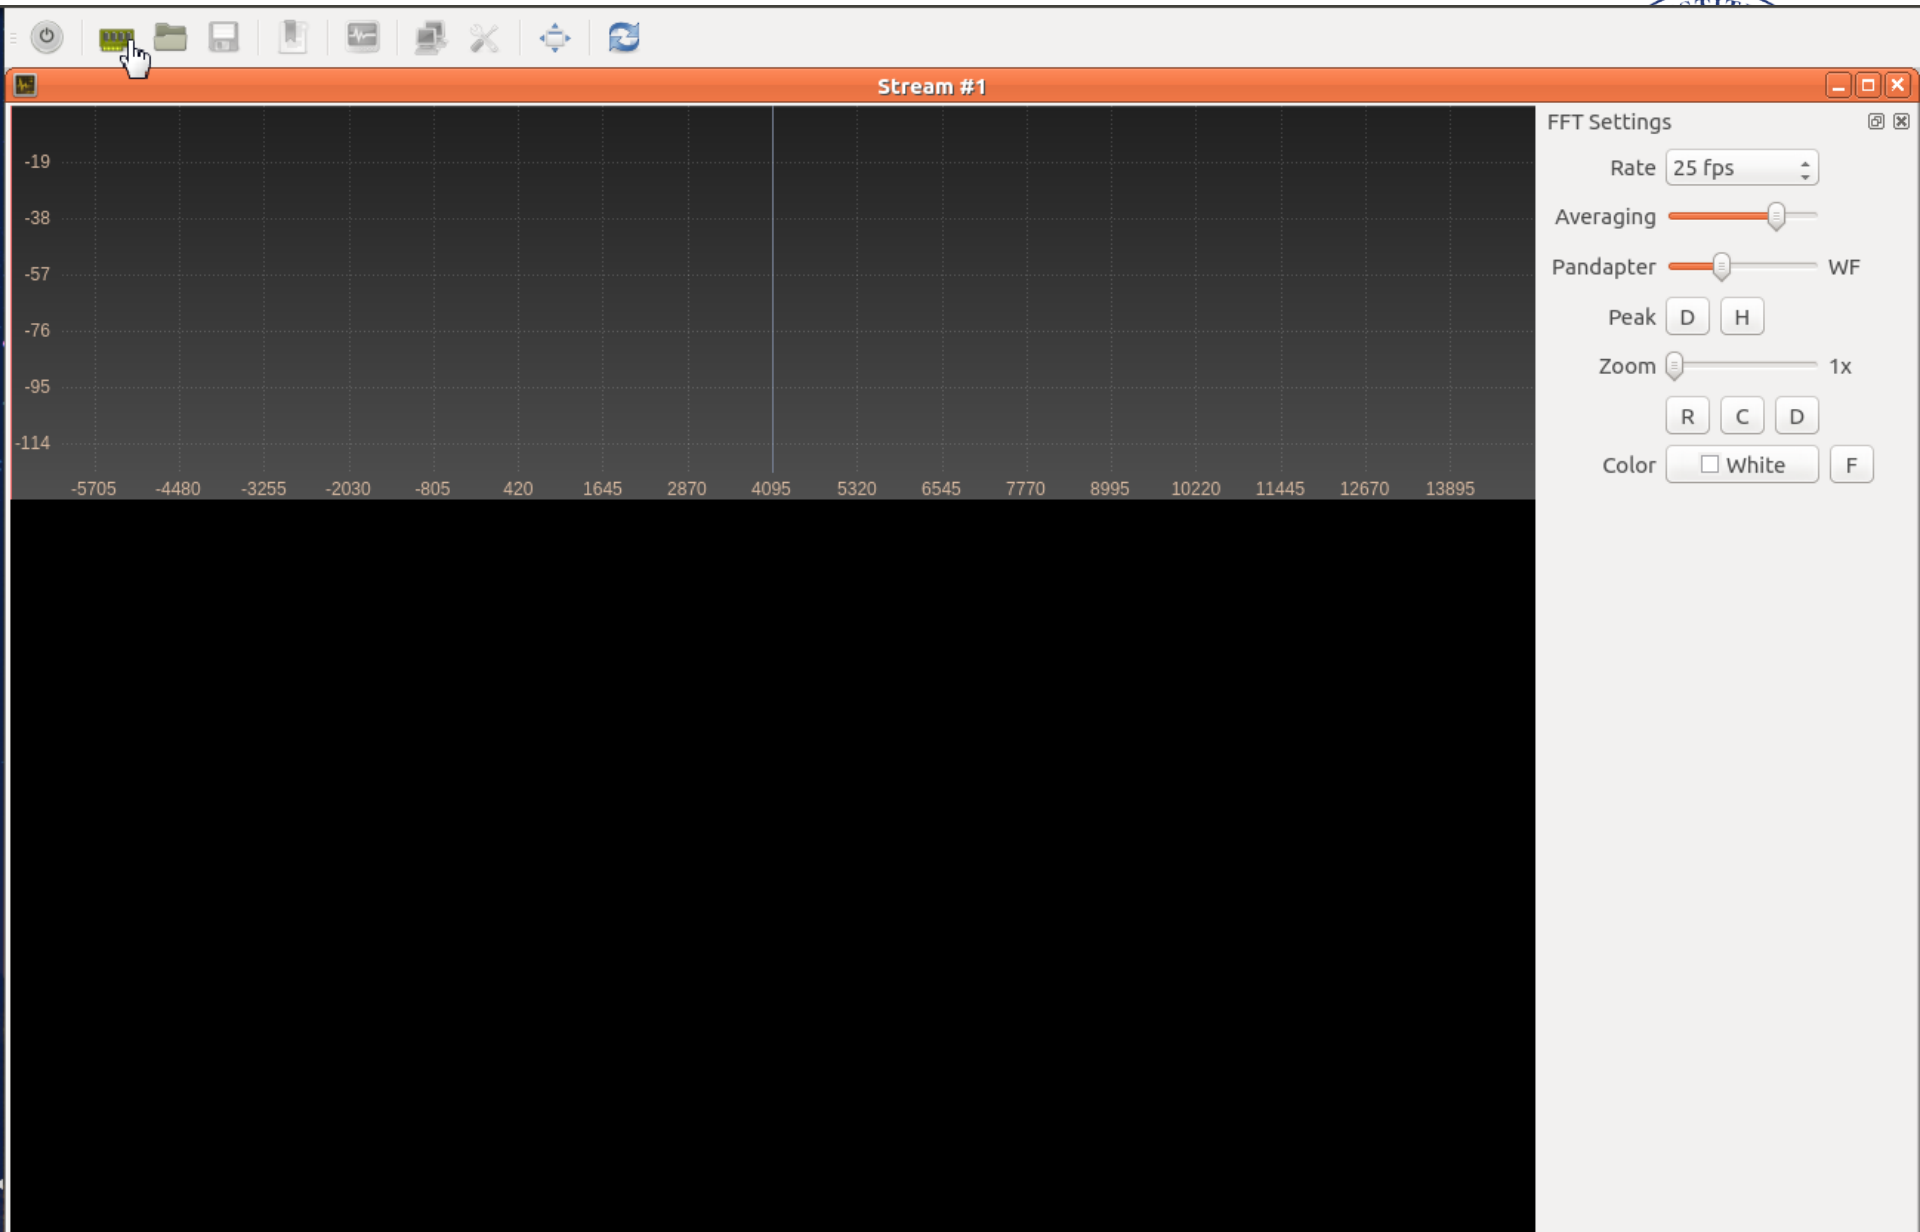 Stream #1
-19
-38
-57
-76
-95
-114
-5705 -4480 -3255 -2030 -805 420 1645 2870 4095 5320 6545 7770 8995 10220 11445 12670 13895
FFT Settings
Rate 25 fps
Averaging
Pandapter WF
Peak D H
Zoom 1x
R C D
Color White F